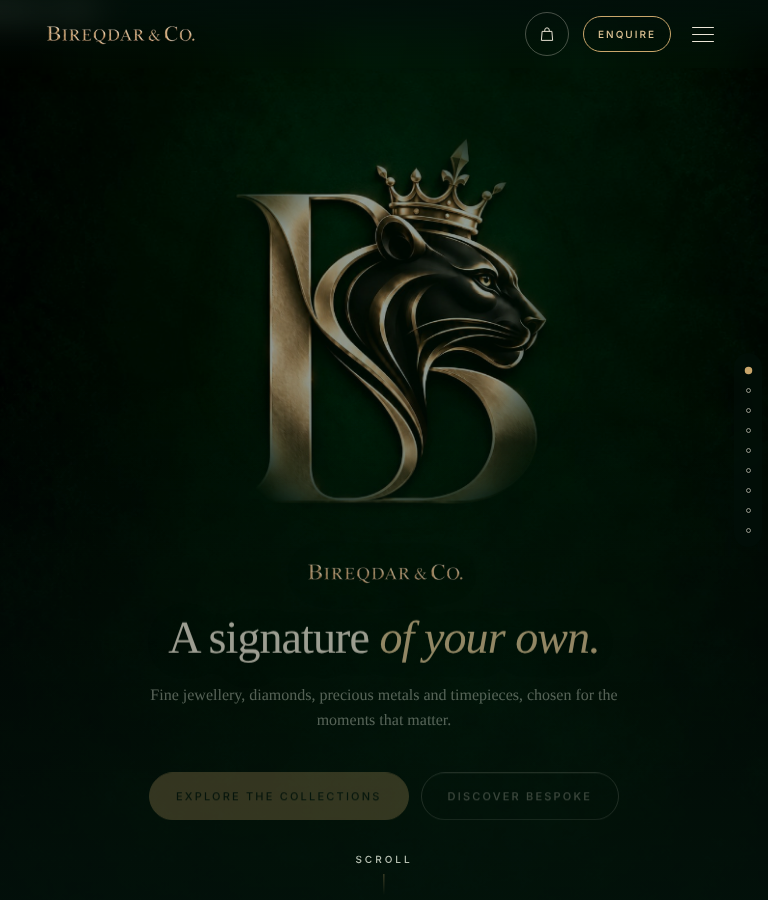 BIREQDAR & CO.
ENQUIRE
BIREQDAR & CO.
A signature of your own.
Fine jewellery, diamonds, precious metals and timepieces, chosen for the
moments that matter.
EXPLORE THE COLLECTIONS
DISCOVER BESPOKE
SCROLL